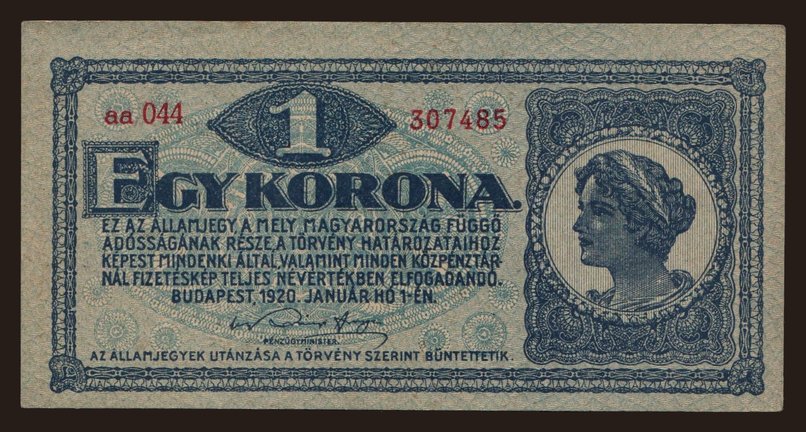 aa 044
1
307485
EGY KORONA.
EZ AZ ÁLLAMJEGY, A MELY MAGYARORSZÁG FÜGGŐ
ADÓSSÁGÁNAK RÉSZE, A TÖRVÉNY HATÁROZATAIHOZ
KÉPEST MINDENKI ÁLTAL, VALAMINT MINDEN KÖZPÉNZTÁR-
NÁL FIZETÉSKÉP TELJES NÉVÉRTÉKBEN ELFOGADANDÓ.
BUDAPEST, 1920. JANUÁR HÓ 1-ÉN.
PÉNZÜGYMINISTER.
AZ ÁLLAMJEGYEK UTÁNZÁSA A TÖRVÉNY SZERINT BÜNTETTETIK.